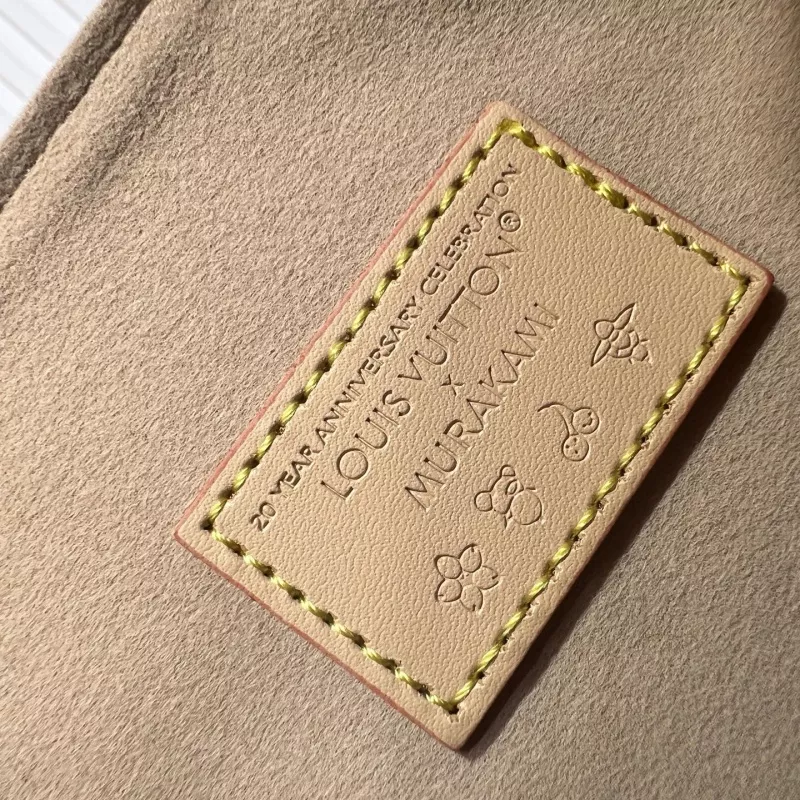 20 YEAR ANNIVERSARY CELEBRATION
LOUIS VUITTON®
x
MURAKAMI